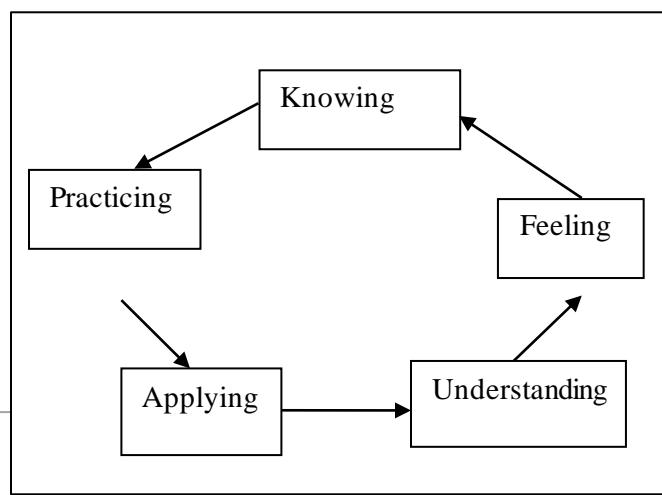 Knowing
Practicing
Feeling
Applying
Understanding